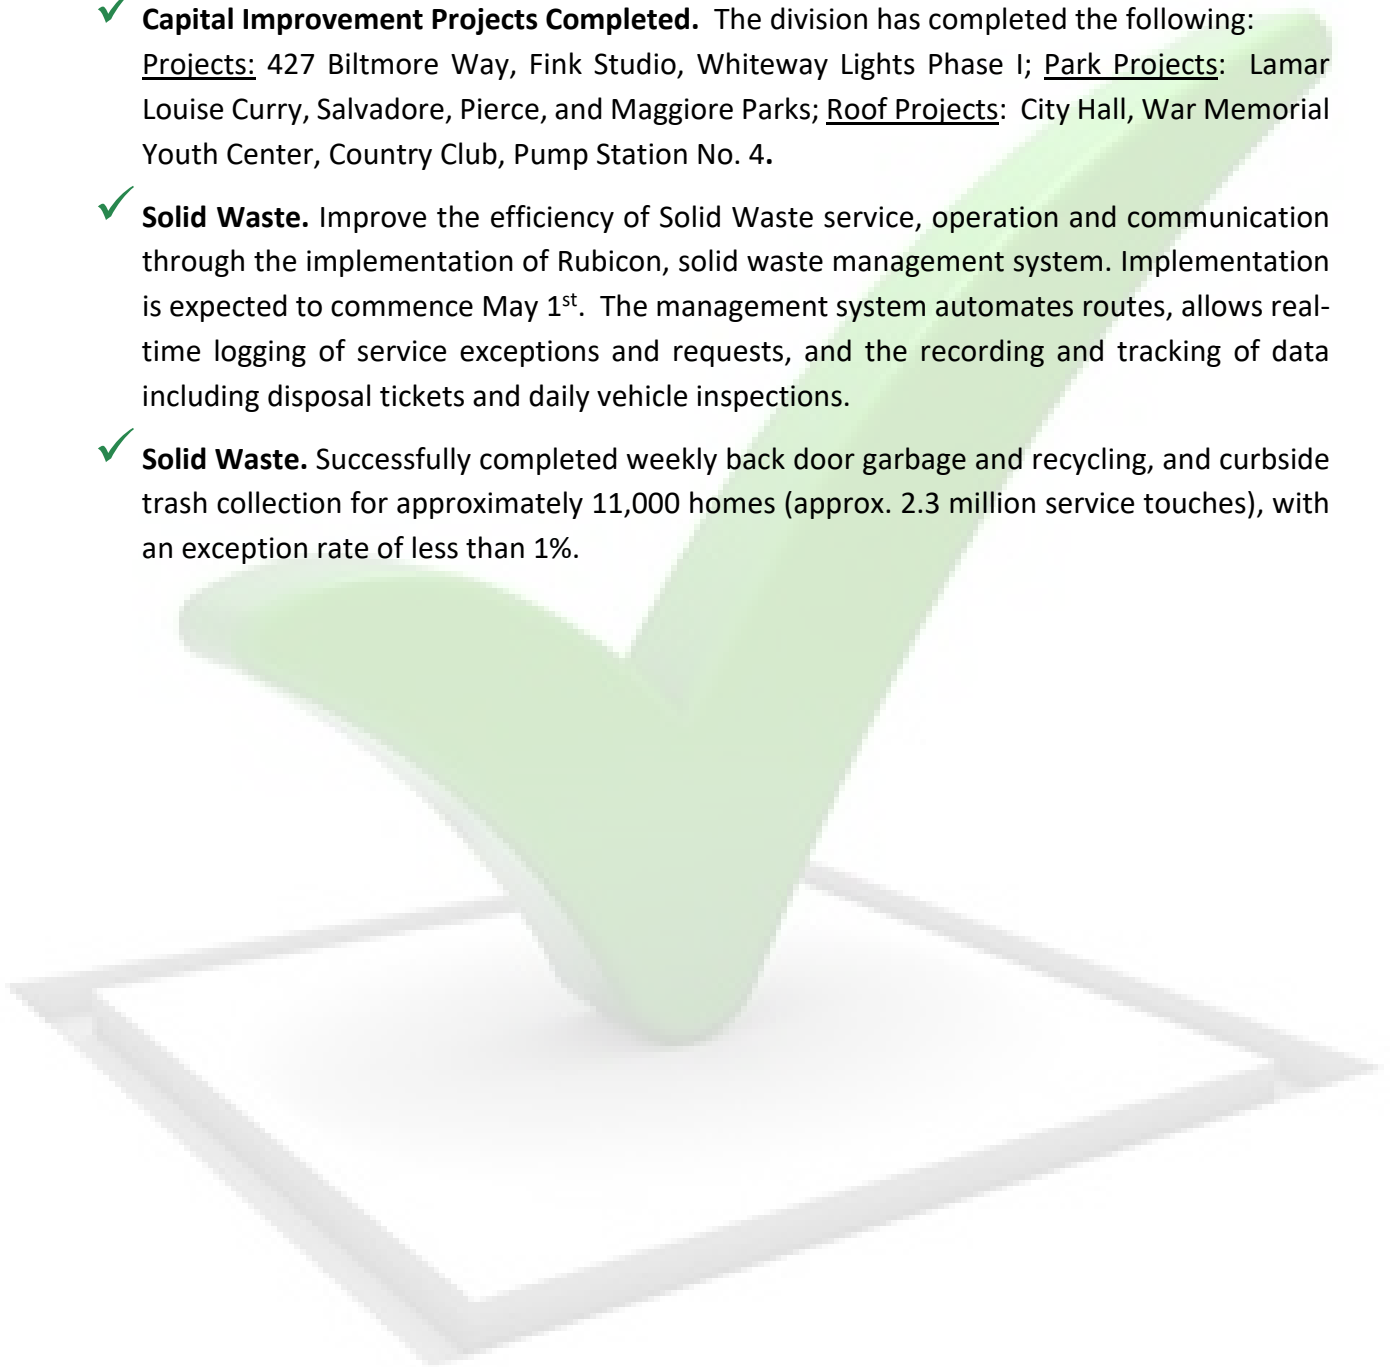 Capital Improvement Projects Completed. The division has completed the following:
Projects: 427 Biltmore Way, Fink Studio, Whiteway Lights Phase I; Park Projects: Lamar
Louise Curry, Salvadore, Pierce, and Maggiore Parks; Roof Projects: City Hall, War Memorial
Youth Center, Country Club, Pump Station No. 4.
Solid Waste. Improve the efficiency of Solid Waste service, operation and communication
through the implementation of Rubicon, solid waste management system. Implementation
is expected to commence May 1st. The management system automates routes, allows real-
time logging of service exceptions and requests, and the recording and tracking of data
including disposal tickets and daily vehicle inspections.
Solid Waste. Successfully completed weekly back door garbage and recycling, and curbside
trash collection for approximately 11,000 homes (approx. 2.3 million service touches), with
an exception rate of less than 1%.